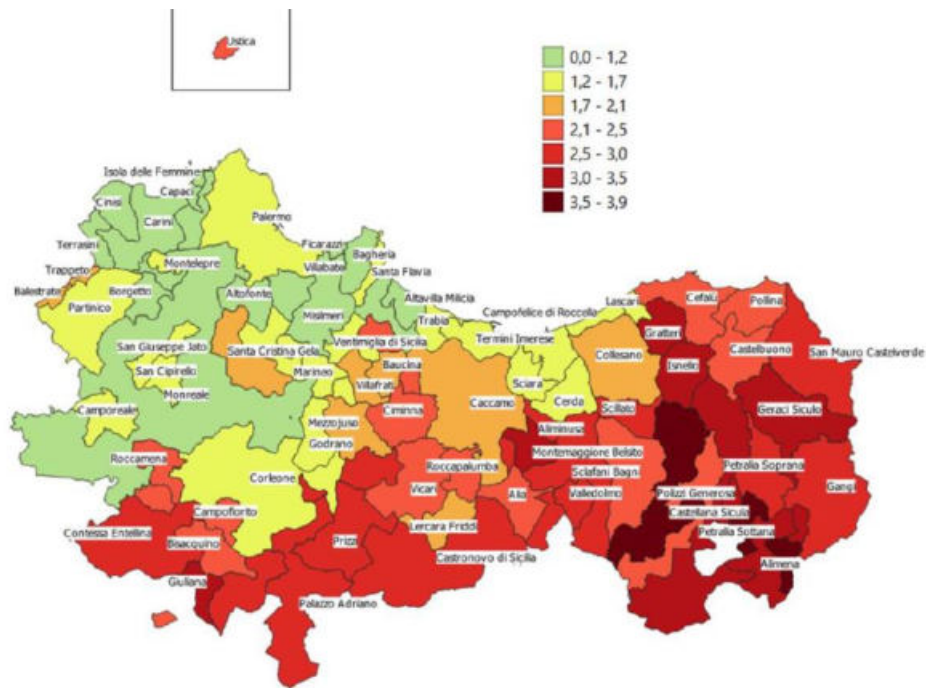 Ustica
0,0 - 1,2
1,2 - 1,7
1,7 - 2,1
2,1 - 2,5
2,5 - 3,0
3,0 - 3,5
3,5 - 3,9
Isola delle Femmine
Capaci
Cinisi
Carini
Palermo
Terrasini
Ficarazzi
Bagheria
Montelepre
Villabate
Trappeto
Santa Flavia
Balestrate
Borgetto
Altofonte
Altavilla Milicia
Lascari
Cefalù
Pollina
Partinico
Misilmeri
Trabia
Campofelice di Roccella
Gratteri
San Giuseppe Jato
Santa Cristina Gela
Ventimiglia di Sicilia
Termini Imerese
Collesano
Castelbuono
San Mauro Castelverde
San Cipirello
Marineo
Baucina
Isnello
Monreale
Villafrati
Sciara
Camporeale
Mezzojuso
Ciminna
Caccamo
Cerda
Scillato
Geraci Siculo
Godrano
Aliminusa
Roccamena
Montemaggiore Belsito
Corleone
Roccapalumba
Sclafani Bagni
Petralia Soprana
Vicari
Alia
Valledolmo
Polizzi Generosa
Gangi
Campofiorito
Castellana Sicula
Contessa Entellina
Lercara Friddi
Petralia Sottana
Bisacquino
Prizzi
Castronovo di Sicilia
Alimena
Giuliana
Palazzo Adriano